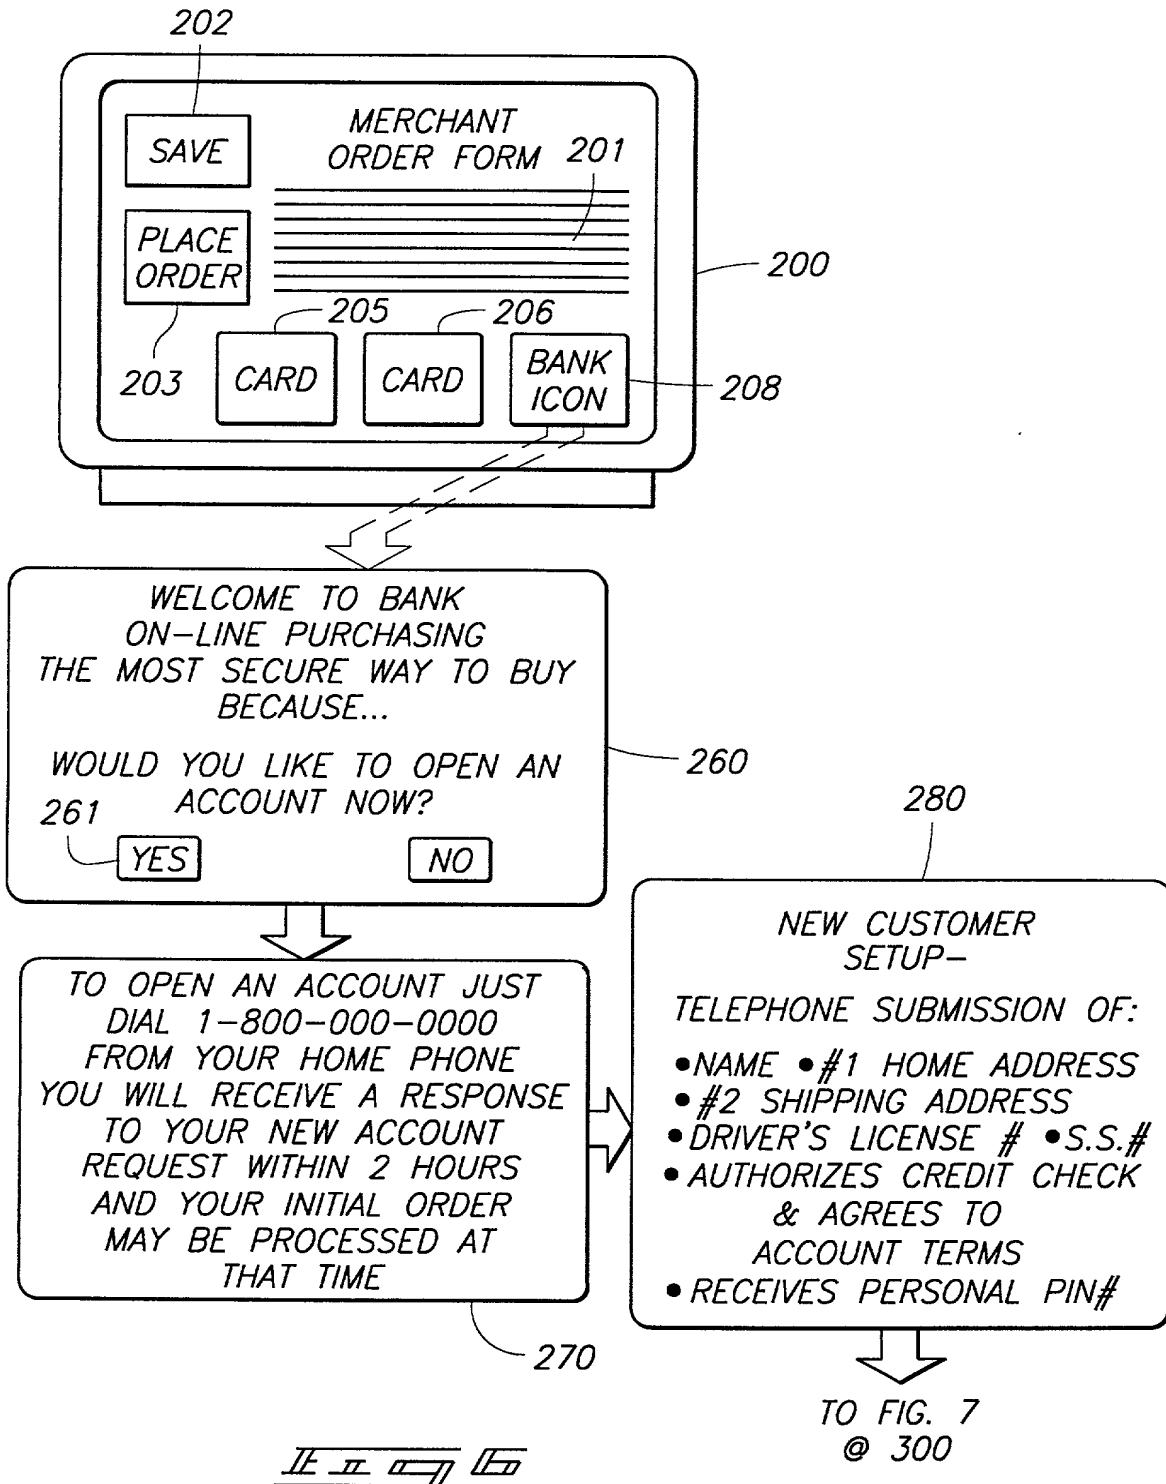 202
SAVE
MERCHANT
ORDER FORM
201
PLACE
ORDER
200
205
206
203
CARD
CARD
BANK
ICON
208
WELCOME TO BANK
ON-LINE PURCHASING
THE MOST SECURE WAY TO BUY
BECAUSE...
WOULD YOU LIKE TO OPEN AN
ACCOUNT NOW?
260
261
YES
NO
TO OPEN AN ACCOUNT JUST
DIAL 1-800-000-0000
FROM YOUR HOME PHONE
YOU WILL RECEIVE A RESPONSE
TO YOUR NEW ACCOUNT
REQUEST WITHIN 2 HOURS
AND YOUR INITIAL ORDER
MAY BE PROCESSED AT
THAT TIME
270
280
NEW CUSTOMER
SETUP-
TELEPHONE SUBMISSION OF:
•NAME •#1 HOME ADDRESS
•#2 SHIPPING ADDRESS
•DRIVER'S LICENSE # •S.S.#
•AUTHORIZES CREDIT CHECK
& AGREES TO
ACCOUNT TERMS
•RECEIVES PERSONAL PIN#
TO FIG. 7
@ 300
FIG 6